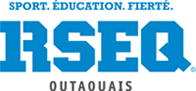 SPORT. ÉDUCATION. FIERTÉ.
RSEQ
OUTAOUAIS